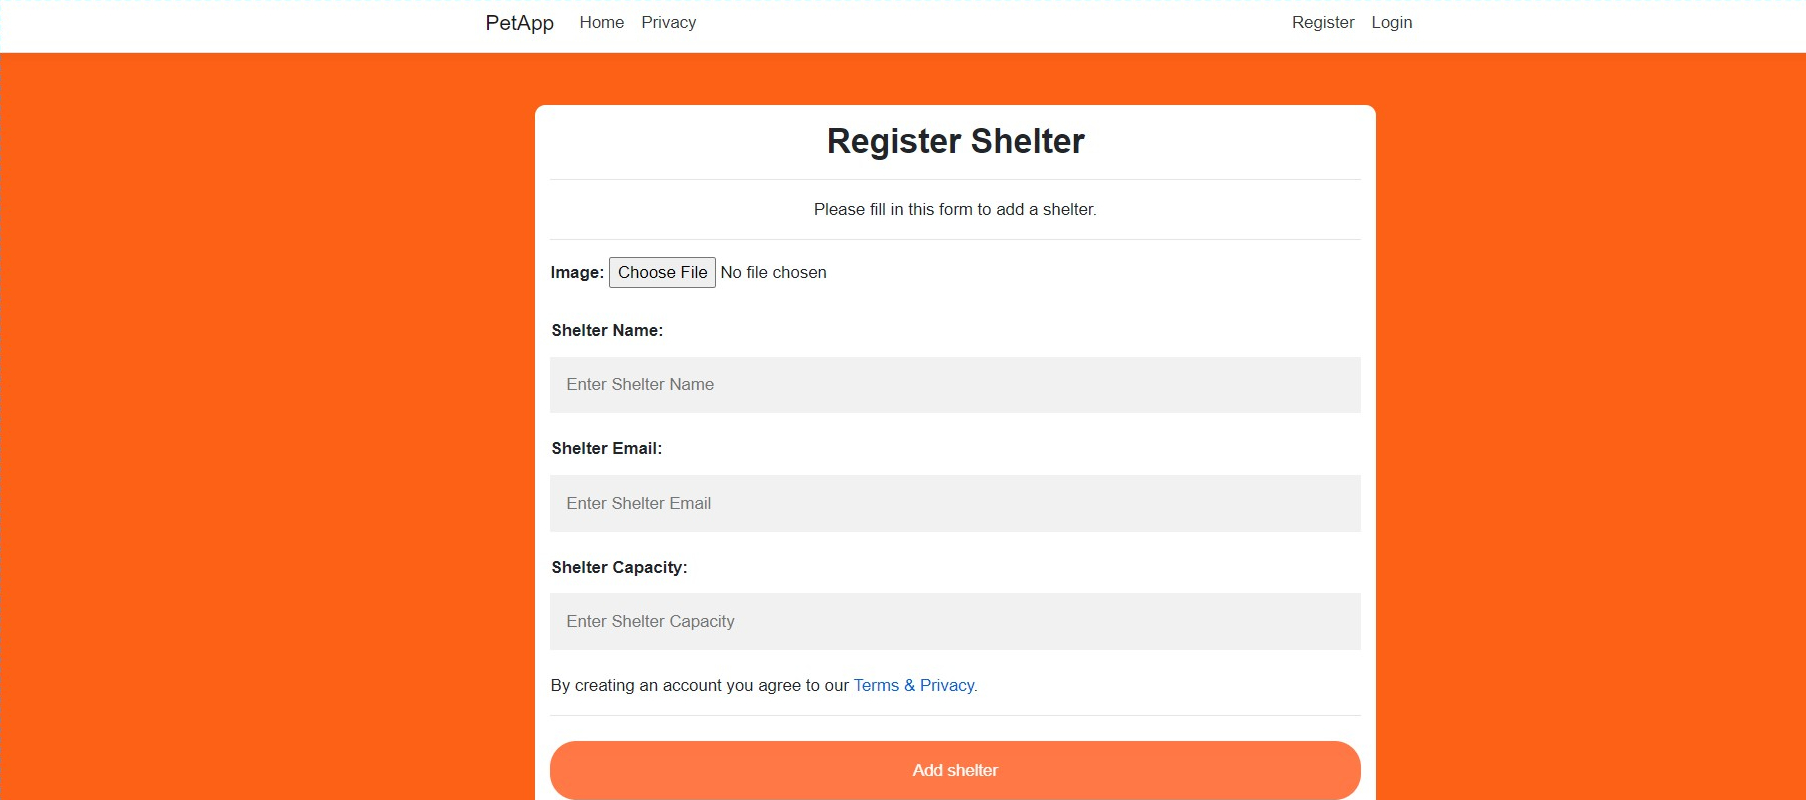 PetApp Home Privacy Register Login
Register Shelter
Please fill in this form to add a shelter.
Image: Choose File No file chosen
Shelter Name:
Enter Shelter Name
Shelter Email:
Enter Shelter Email
Shelter Capacity:
Enter Shelter Capacity
By creating an account you agree to our Terms & Privacy.
Add shelter